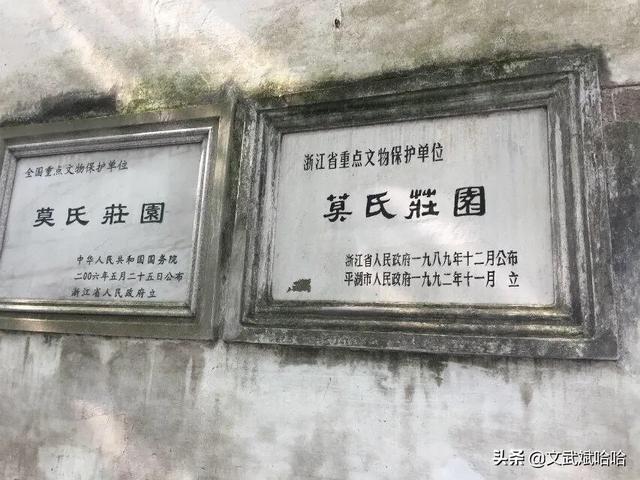 全国重点文物保护单位
莫氏莊園
中华人民共和国国务院
二00六年五月二十五日公布
浙江省人民政府立
浙江省重点文物保护单位
莫氏莊園
浙江省人民政府一九八九年十二月公布
平湖市人民政府一九九二年十一月 立
头条 @文武斌哈哈